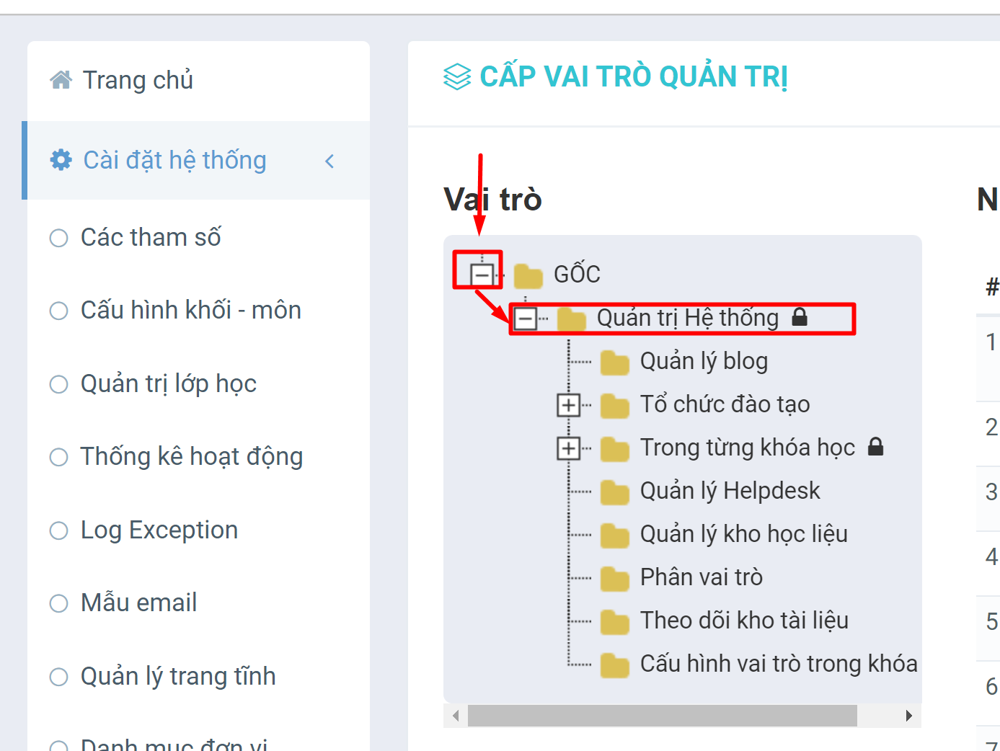 Trang chủ
Cài đặt hệ thống
Các tham số
Cấu hình khối - môn
Quản trị lớp học
Thống kê hoạt động
Log Exception
Mẫu email
Quản lý trang tĩnh
Danh mục đơn vị
CẤP VAI TRÒ QUẢN TRỊ
Vai trò
GỐC
Quản trị Hệ thống
Quản lý blog
Tổ chức đào tạo
Trong từng khóa học
Quản lý Helpdesk
Quản lý kho học liệu
Phân vai trò
Theo dõi kho tài liệu
Cấu hình vai trò trong khóa
N
#
1
2
3
4
5
6
7